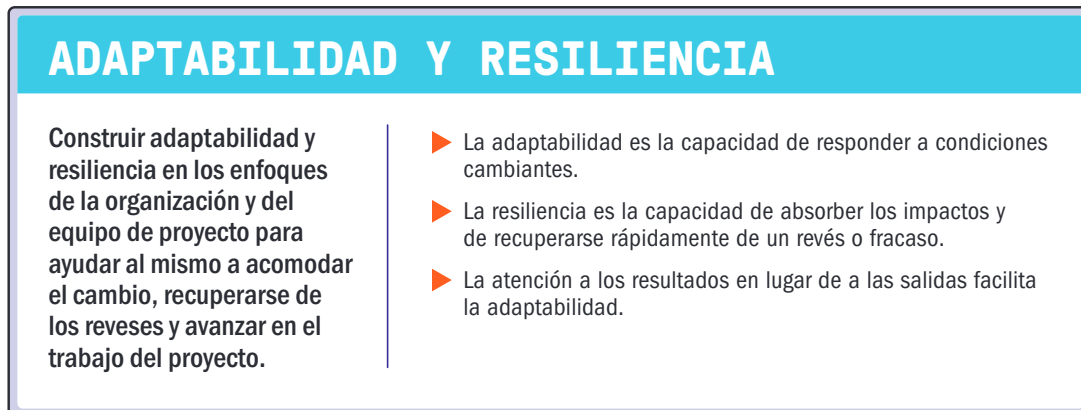 ADAPTABILIDAD Y RESILIENCIA
Construir adaptabilidad y
resiliencia en los enfoques
de la organización y del
equipo de proyecto para
ayudar al mismo a acomodar
el cambio, recuperarse de
los reveses y avanzar en el
trabajo del proyecto.
La adaptabilidad es la capacidad de responder a condiciones
cambiantes.
La resiliencia es la capacidad de absorber los impactos y
de recuperarse rápidamente de un revés o fracaso.
La atención a los resultados en lugar de a las salidas facilita
la adaptabilidad.